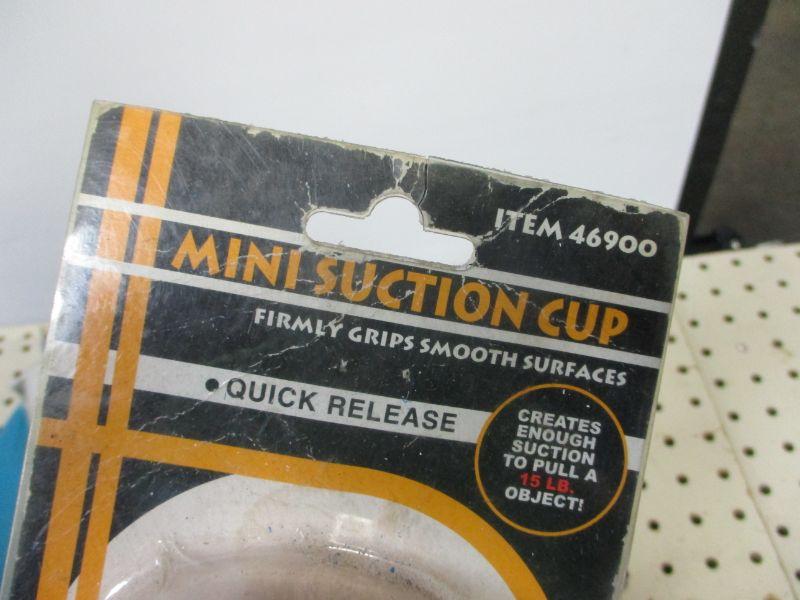 ITEM 46900
MINI SUCTION CUP
FIRMLY GRIPS SMOOTH SURFACES
•QUICK RELEASE
CREATES
ENOUGH
SUCTION
TO PULL A
15 LB.
OBJECT!